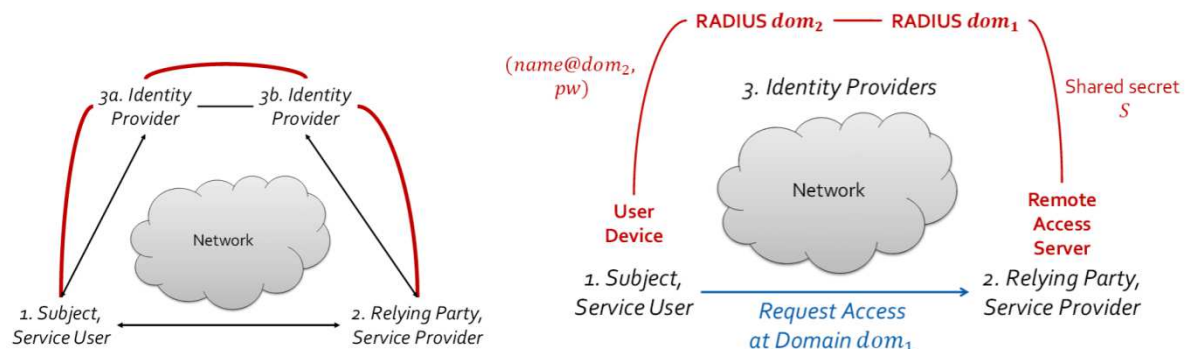 3a. Identity
Provider
3b. Identity
Provider
Network
1. Subject,
Service User
2. Relying Party,
Service Provider
RADIUS dom₂
RADIUS dom₁
(name@dom₂,
pw)
3. Identity Providers
Shared secret
S
Network
User
Device
Remote
Access
Server
1. Subject,
Service User
2. Relying Party,
Service Provider
Request Access
at Domain dom₁